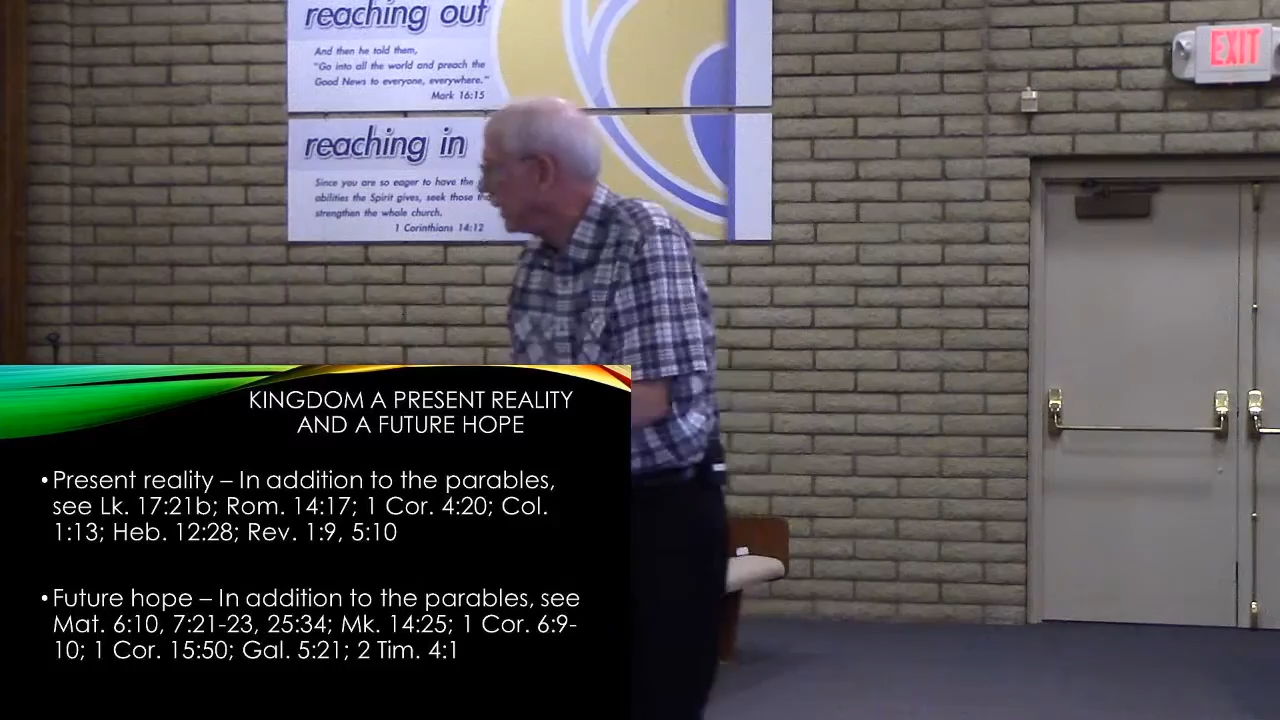 reaching out
And then he told them,
"Go into all the world and preach the
Good News to everyone, everywhere."
Mark 16:15
reaching in
Since you are so eager to have the
abilities the Spirit gives, seek those
strengthen the whole church.
1 Corinthians 14:12
EXIT
KINGDOM A PRESENT REALITY
AND A FUTURE HOPE
•Present reality – In addition to the parables,
see Lk. 17:21b; Rom. 14:17; 1 Cor. 4:20; Col.
1:13; Heb. 12:28; Rev. 1:9, 5:10
•Future hope – In addition to the parables, see
Mat. 6:10, 7:21-23, 25:34; Mk. 14:25; 1 Cor. 6:9-
10; 1 Cor. 15:50; Gal. 5:21; 2 Tim. 4:1